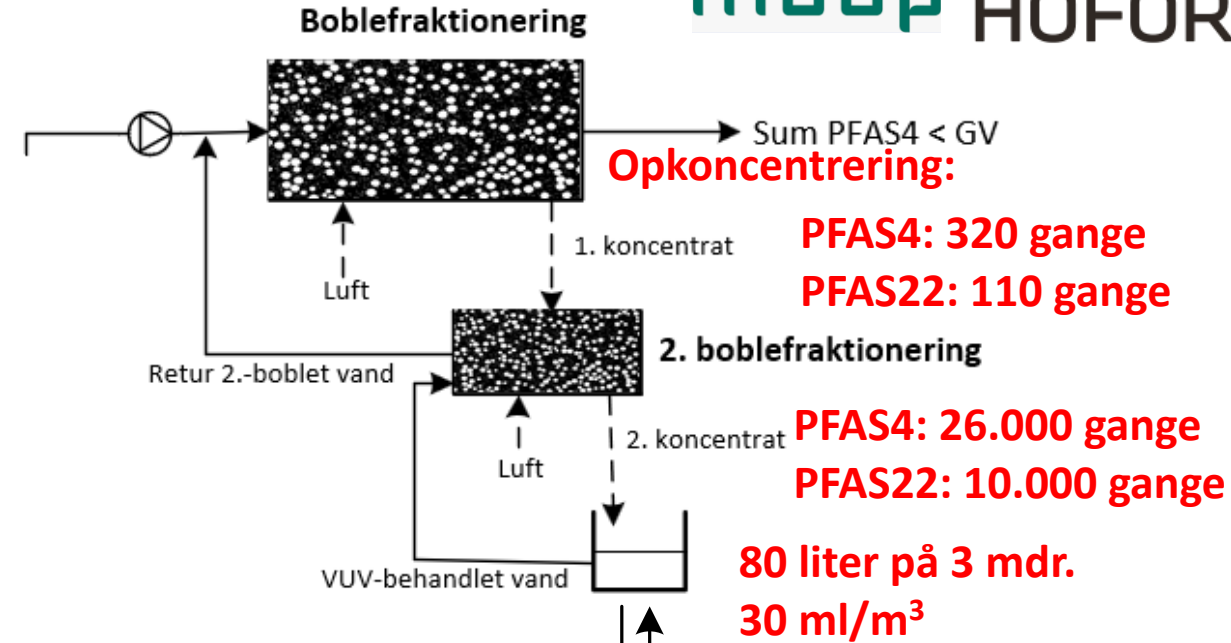 Boblefraktionering
HOFOR
Sum PFAS4 < GV
Opkoncentrering:
1. koncentrat
PFAS4: 320 gange
PFAS22: 110 gange
Luft
2. boblefraktionering
Retur 2.-boblet vand
2. koncentrat
PFAS4: 26.000 gange
PFAS22: 10.000 gange
Luft
VUV-behandlet vand
80 liter på 3 mdr.
30 ml/m³